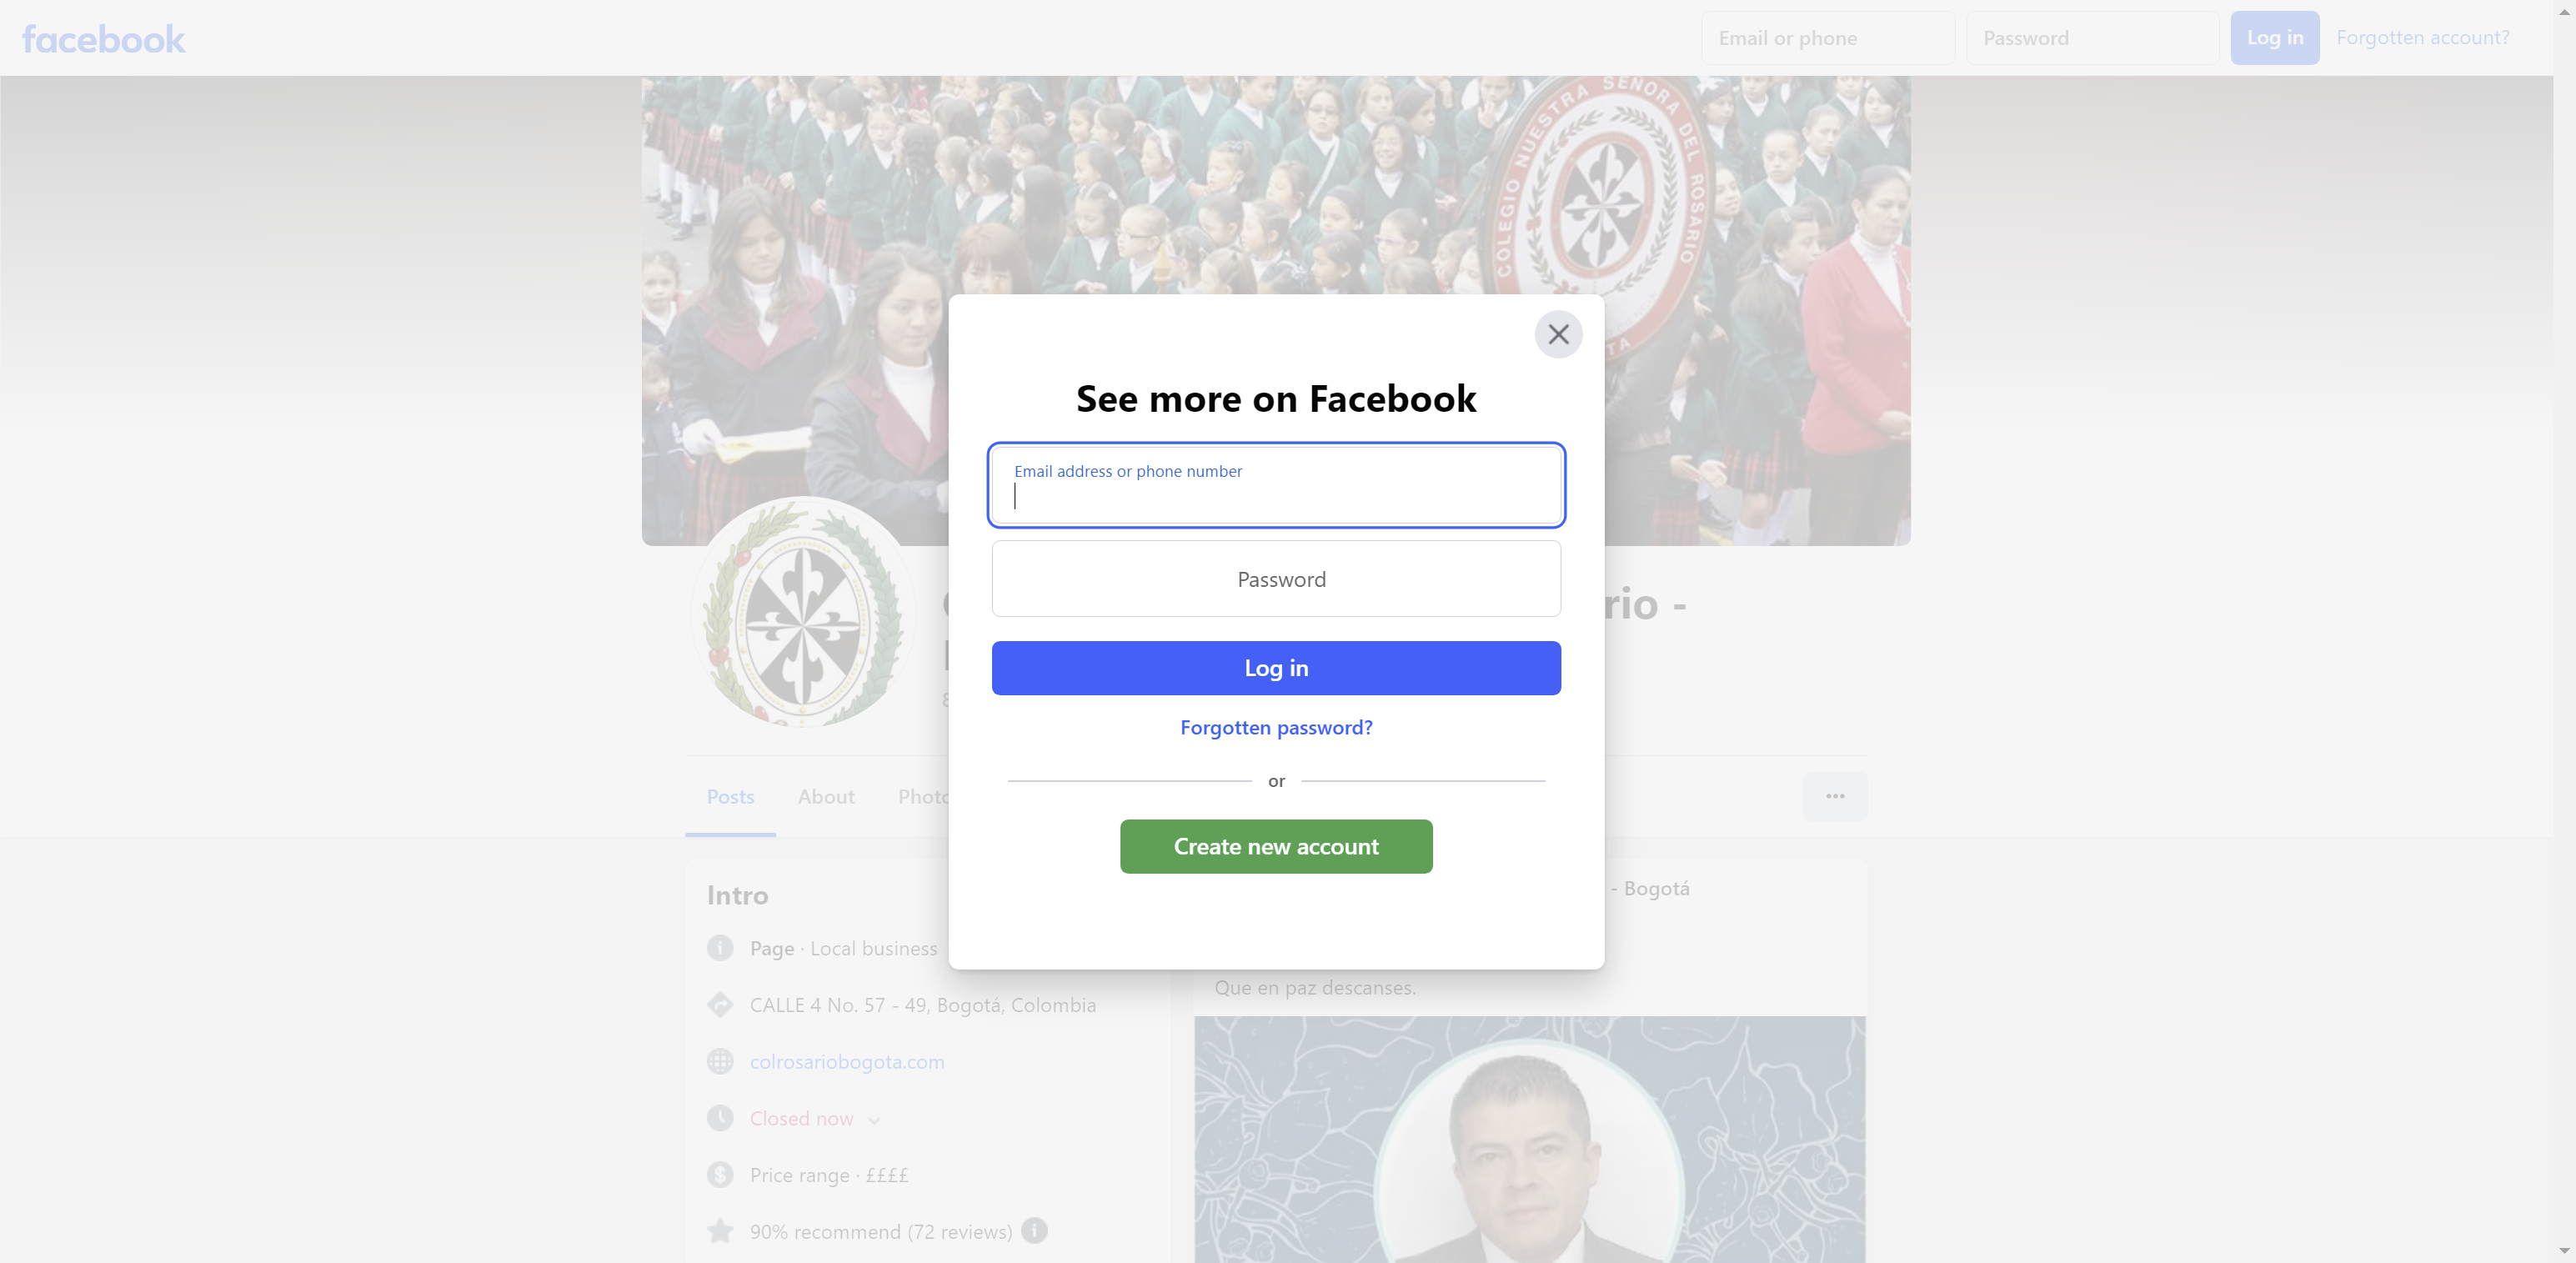 facebook
Email or phone
Password
Log in
Forgotten account?
COLEGIO NUESTRA SEÑORA DEL ROSARIO
See more on Facebook
Email address or phone number
Password
Log in
Forgotten password?
or
Create new account
rio -
Posts
About
Photo
Intro
Page · Local business
CALLE 4 No. 57 - 49, Bogotá, Colombia
colrosariobogota.com
Closed now
Price range · ££££
90% recommend (72 reviews)
- Bogotá
Que en paz descanses.